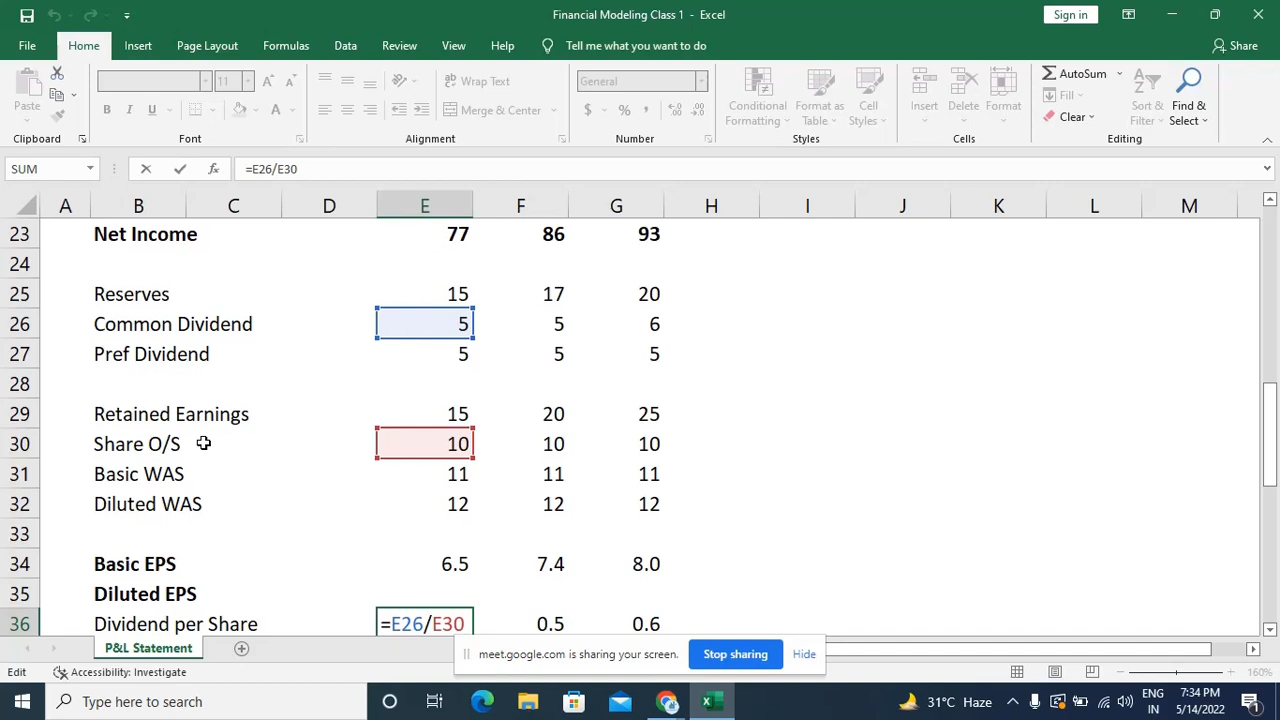 Financial Modeling Class 1 - Excel
Sign in
File Home Insert Page Layout Formulas Data Review View Help Tell me what you want to do Share
Paste
11
Wrap Text
General
Conditional Formatting
Format as Table
Cell Styles
Insert
Delete
Format
AutoSum
Fill
Clear
Sort & Filter
Find & Select
B I U A
Merge & Center
$ % ,
Clipboard Font Alignment Number Styles Cells Editing
SUM fx =E26/E30
A B C D E F G H I J K L M
23 Net Income 77 86 93
24
25 Reserves 15 17 20
26 Common Dividend 5 5 6
27 Pref Dividend 5 5 5
28
29 Retained Earnings 15 20 25
30 Share O/S 10 10 10
31 Basic WAS 11 11 11
32 Diluted WAS 12 12 12
33
34 Basic EPS 6.5 7.4 8.0
35 Diluted EPS
36 Dividend per Share =E26/E30 0.5 0.6
P&L Statement
meet.google.com is sharing your screen. Stop sharing Hide
Edit Accessibility: Investigate 160%
Type here to search
31°C Haze
ENG
IN
7:34 PM
5/14/2022
1